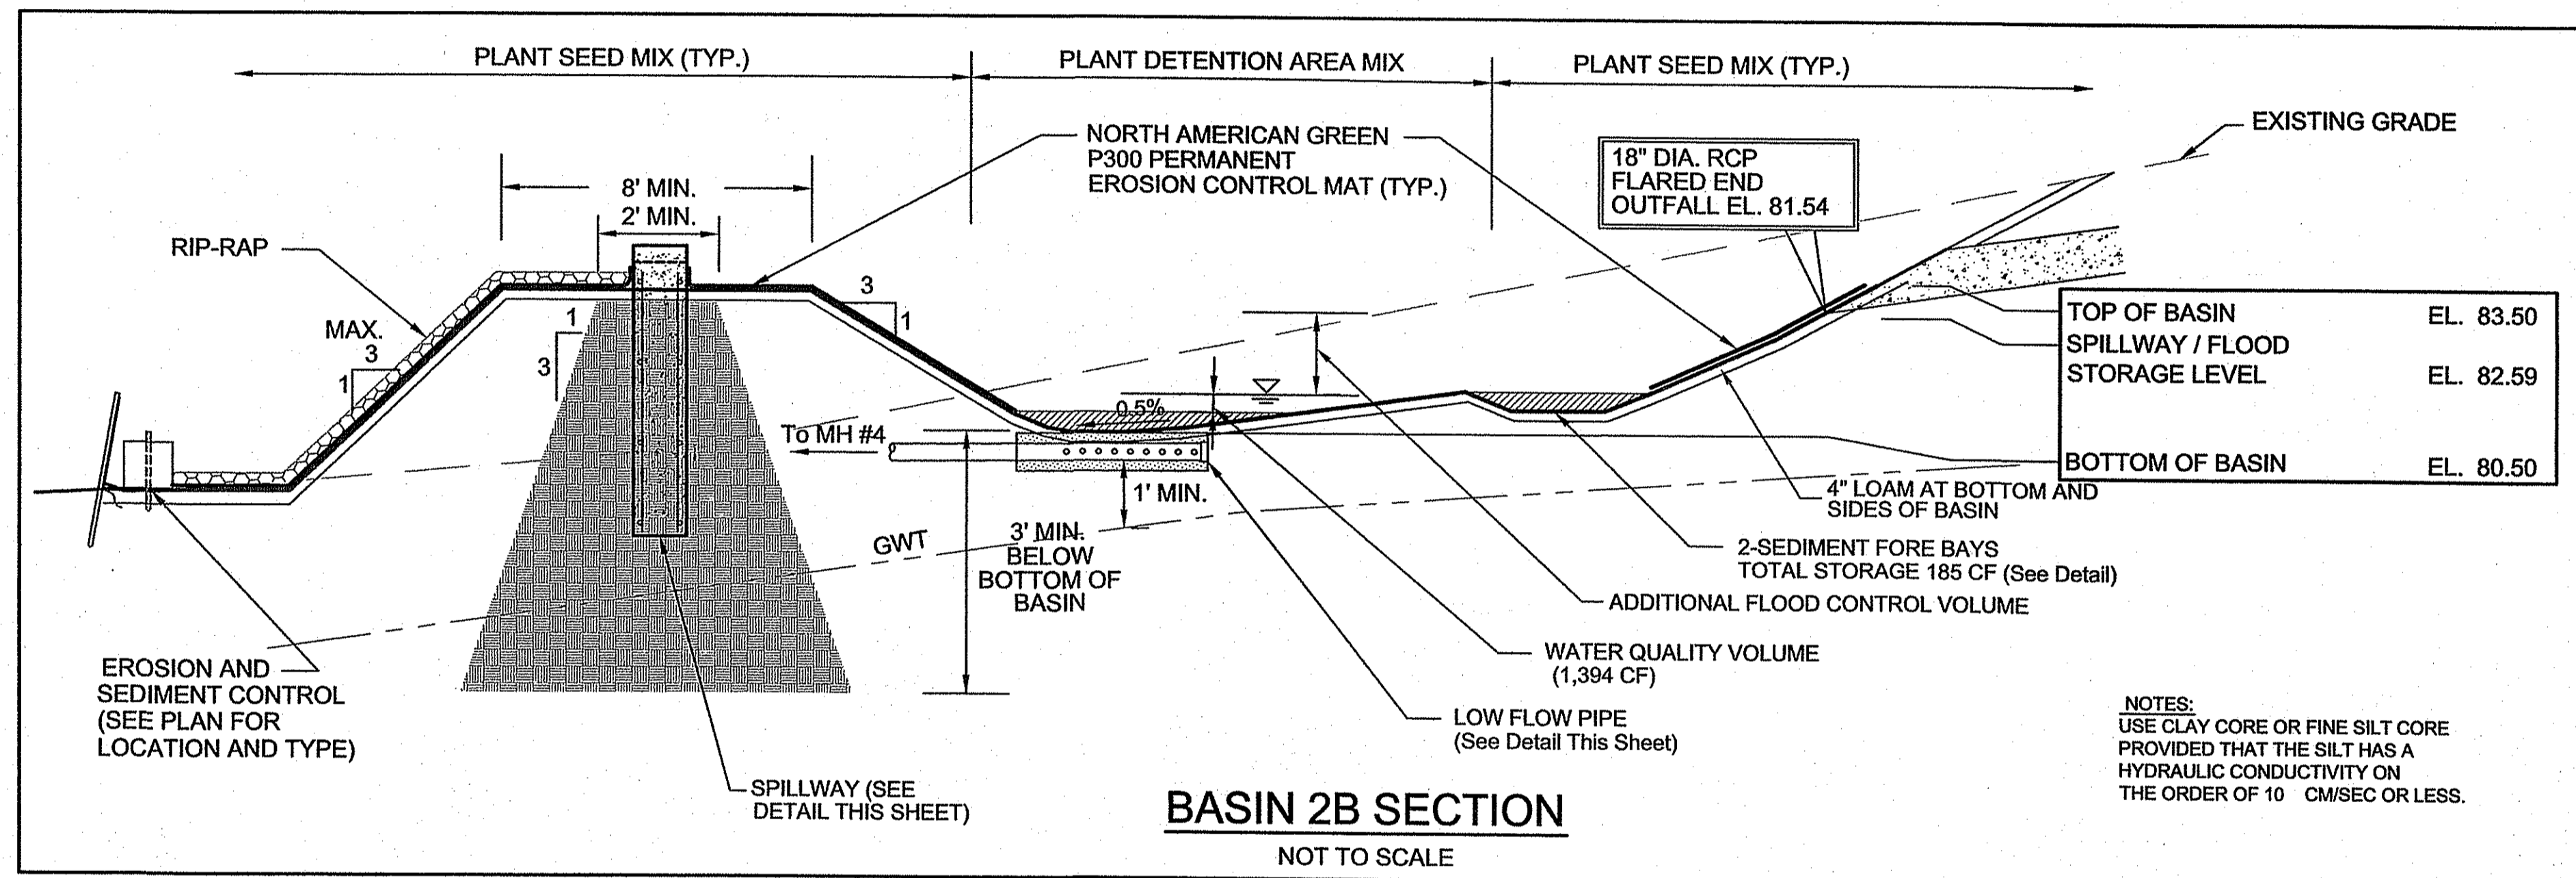 PLANT SEED MIX (TYP.)
PLANT DETENTION AREA MIX
PLANT SEED MIX (TYP.)
EXISTING GRADE
NORTH AMERICAN GREEN
P300 PERMANENT
EROSION CONTROL MAT (TYP.)
18" DIA. RCP
FLARED END
OUTFALL EL. 81.54
8' MIN.
2' MIN.
RIP-RAP
MAX.
3
1
1
3
3
1
TOP OF BASIN EL. 83.50
SPILLWAY / FLOOD
STORAGE LEVEL EL. 82.59
BOTTOM OF BASIN EL. 80.50
0.5%
To MH #4
1' MIN.
GWT
3' MIN.
BELOW
BOTTOM OF
BASIN
4" LOAM AT BOTTOM AND
SIDES OF BASIN
2-SEDIMENT FORE BAYS
TOTAL STORAGE 185 CF (See Detail)
ADDITIONAL FLOOD CONTROL VOLUME
WATER QUALITY VOLUME
(1,394 CF)
LOW FLOW PIPE
(See Detail This Sheet)
EROSION AND
SEDIMENT CONTROL
(SEE PLAN FOR
LOCATION AND TYPE)
SPILLWAY (SEE
DETAIL THIS SHEET)
NOTES:
USE CLAY CORE OR FINE SILT CORE
PROVIDED THAT THE SILT HAS A
HYDRAULIC CONDUCTIVITY ON
THE ORDER OF 10 CM/SEC OR LESS.
BASIN 2B SECTION
NOT TO SCALE